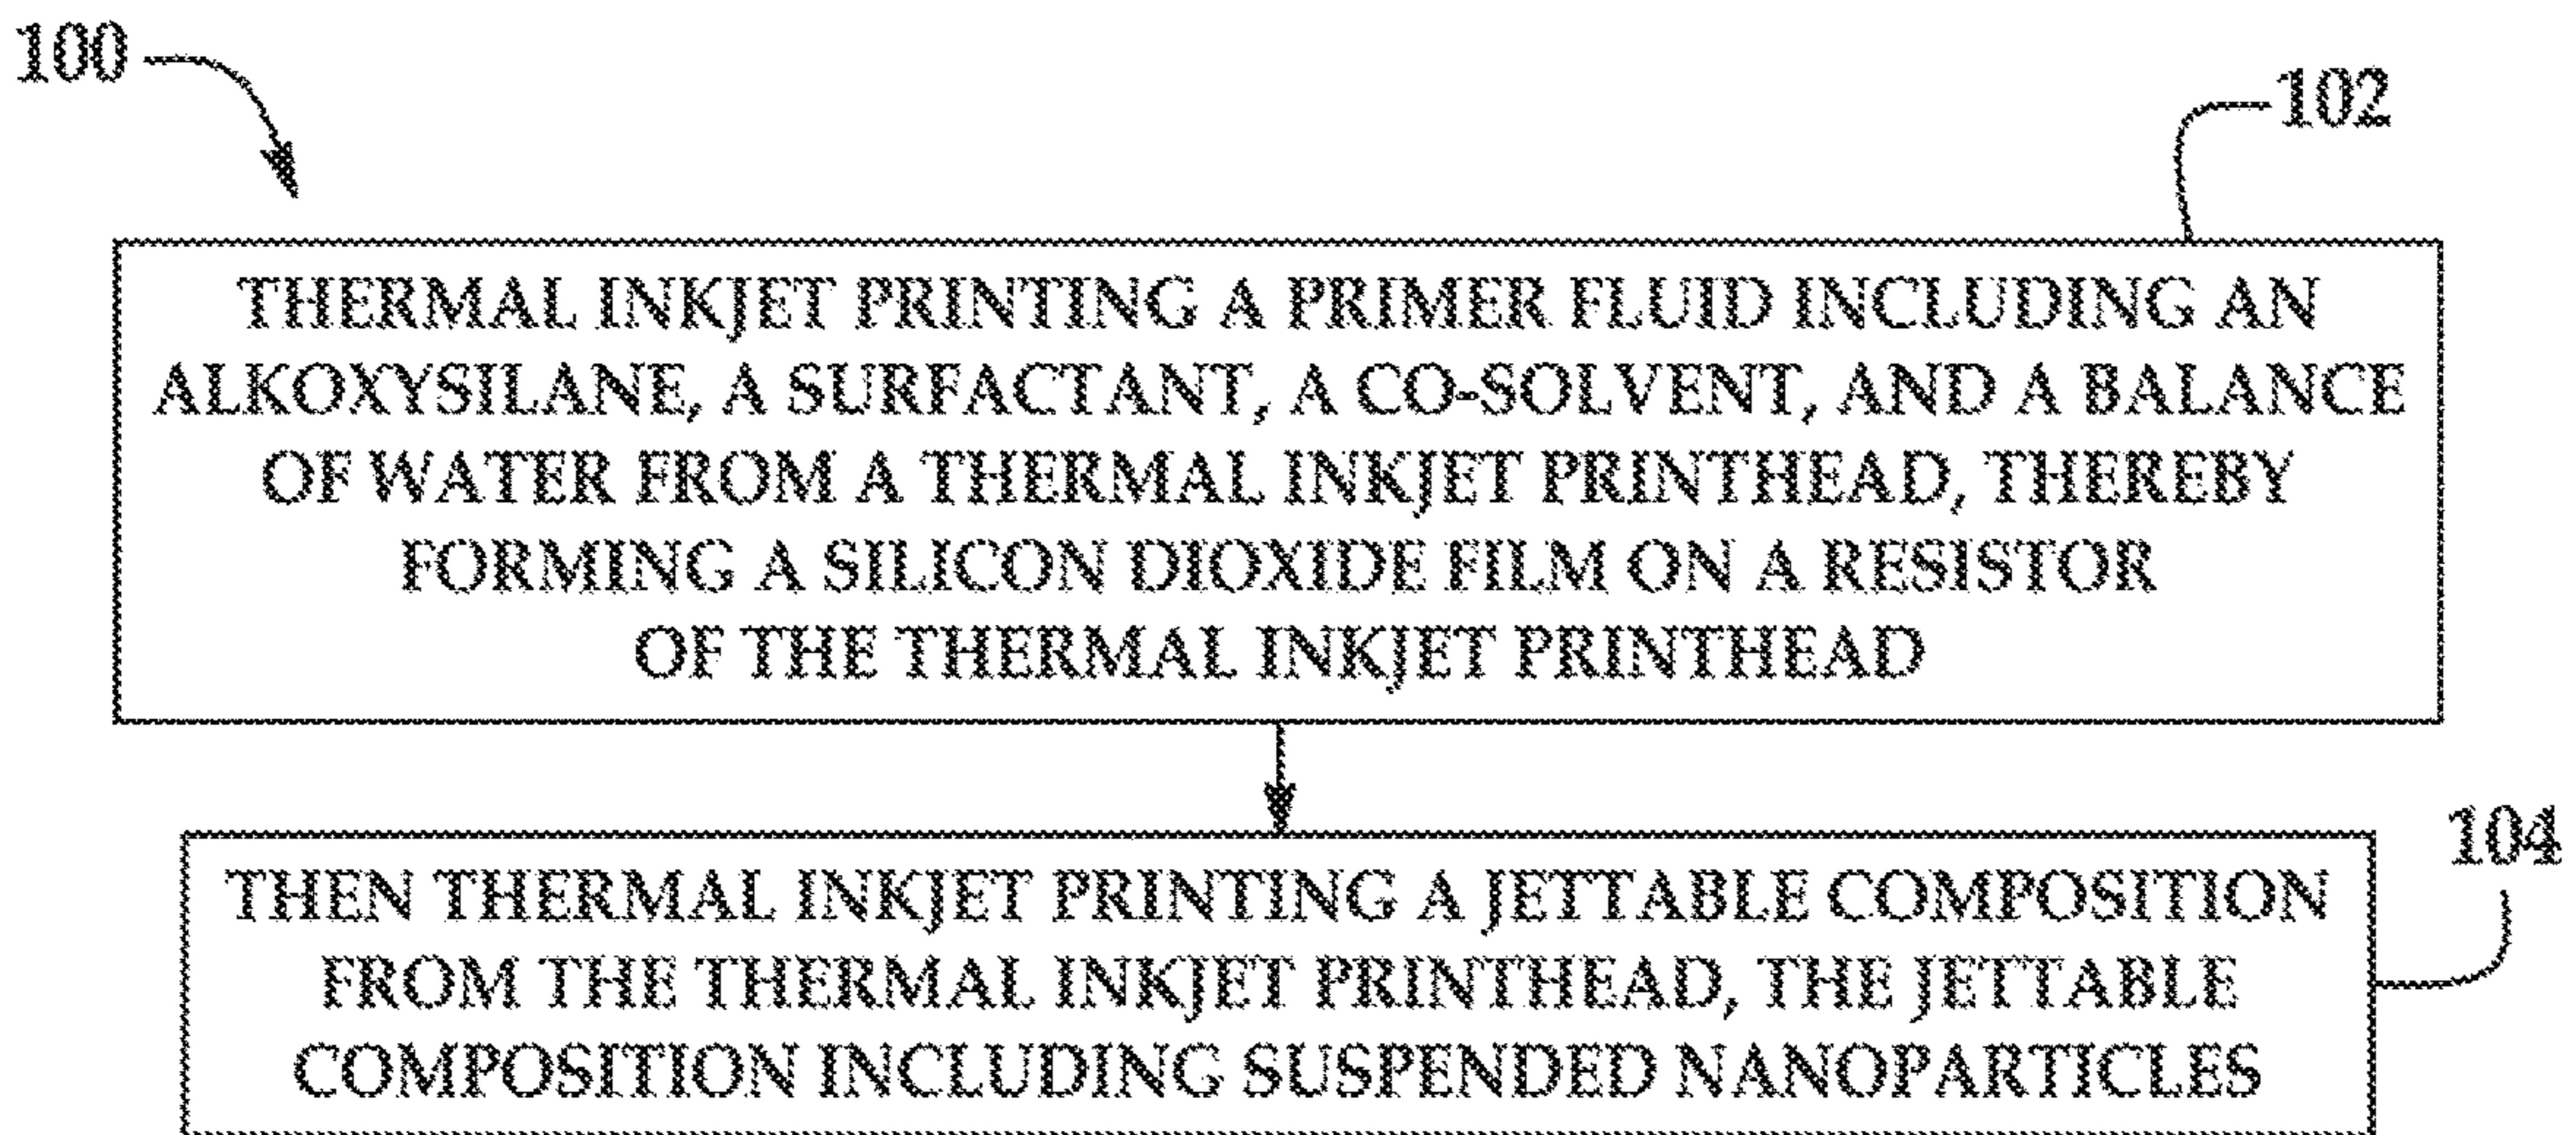 100
102
THERMAL INKJET PRINTING A PRIMER FLUID INCLUDING AN
ALKOXYSILANE, A SURFACTANT, A CO-SOLVENT, AND A BALANCE
OF WATER FROM A THERMAL INKJET PRINTHEAD, THEREBY
FORMING A SILICON DIOXIDE FILM ON A RESISTOR
OF THE THERMAL INKJET PRINTHEAD
104
THEN THERMAL INKJET PRINTING A JETTABLE COMPOSITION
FROM THE THERMAL INKJET PRINTHEAD, THE JETTABLE
COMPOSITION INCLUDING SUSPENDED NANOPARTICLES